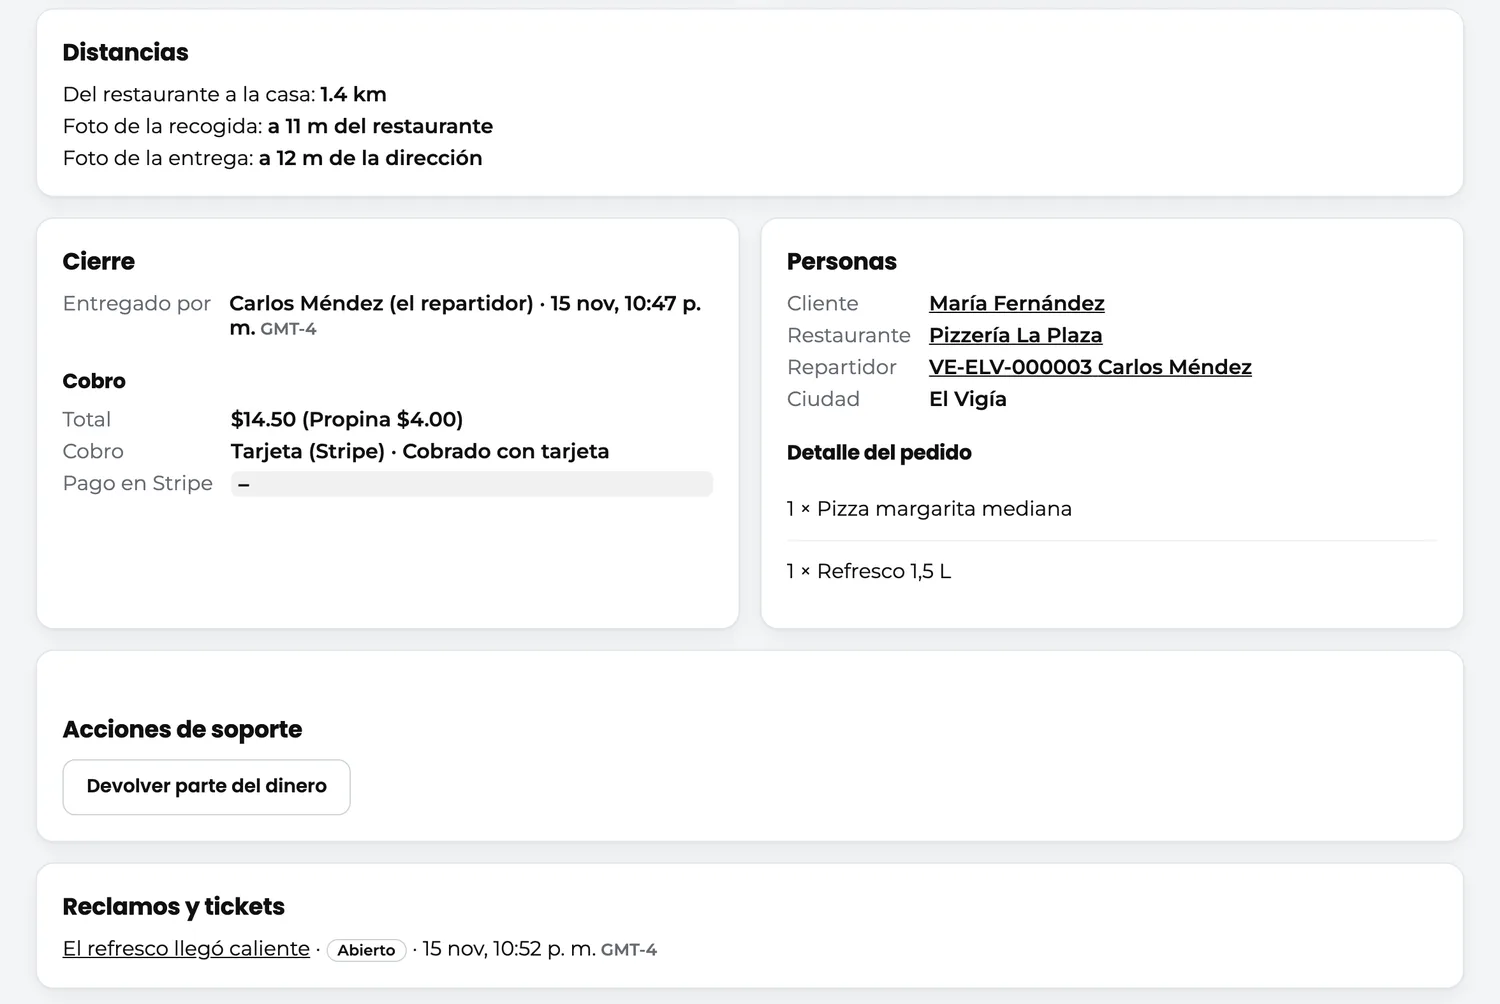 Distancias
Del restaurante a la casa: 1.4 km
Foto de la recogida: a 11 m del restaurante
Foto de la entrega: a 12 m de la dirección
Cierre
Entregado por Carlos Méndez (el repartidor) · 15 nov, 10:47 p.
m. GMT-4
Cobro
Total $14.50 (Propina $4.00)
Cobro Tarjeta (Stripe) · Cobrado con tarjeta
Pago en Stripe –
Personas
Cliente María Fernández
Restaurante Pizzería La Plaza
Repartidor VE-ELV-000003 Carlos Méndez
Ciudad El Vigía
Detalle del pedido
1 × Pizza margarita mediana
1 × Refresco 1,5 L
Acciones de soporte
Devolver parte del dinero
Reclamos y tickets
El refresco llegó caliente · Abierto · 15 nov, 10:52 p. m. GMT-4